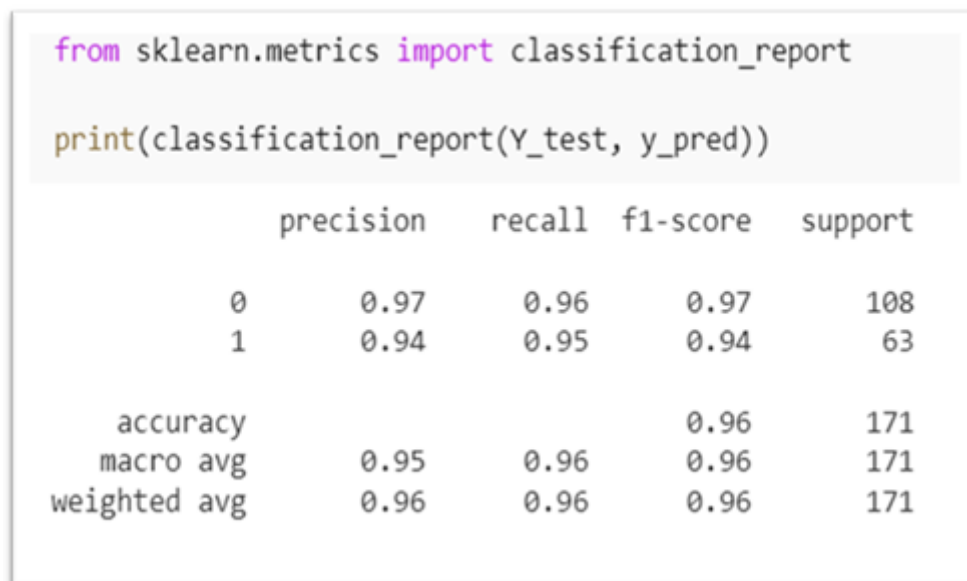 from sklearn.metrics import classification_report
print(classification_report(Y_test, y_pred))
precision recall f1-score support
0 0.97 0.96 0.97 108
1 0.94 0.95 0.94 63
accuracy 0.96 171
macro avg 0.95 0.96 0.96 171
weighted avg 0.96 0.96 0.96 171